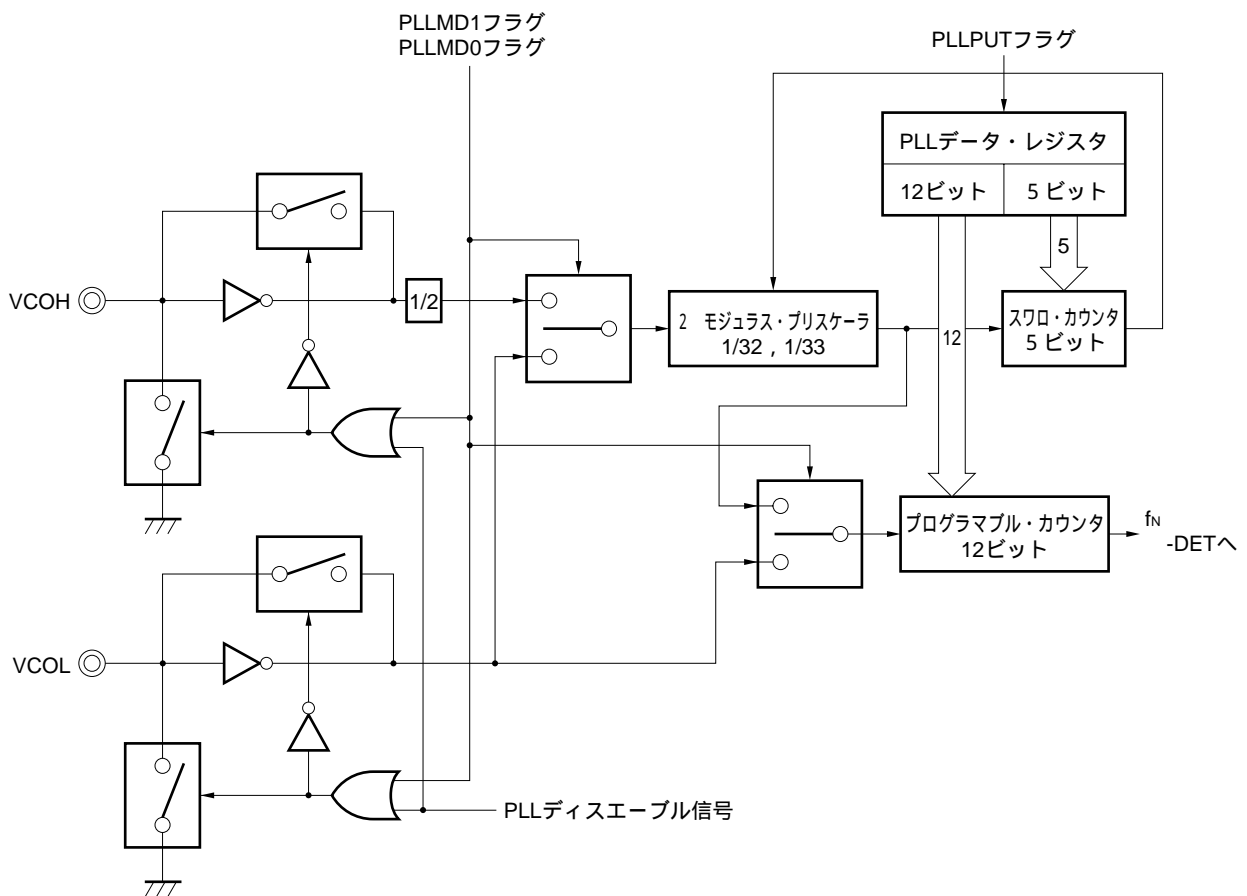 PLLMD1フラグ
PLLMD0フラグ
PLLPUTフラグ
PLLデータ・レジスタ
12ビット
5 ビット
5
VCOH
1/2
2 モジュラス・プリスケーラ
1/32 , 1/33
12
スワロ・カウンタ
5 ビット
プログラマブル・カウンタ
12ビット
fN
-DETへ
VCOL
PLLディスエーブル信号